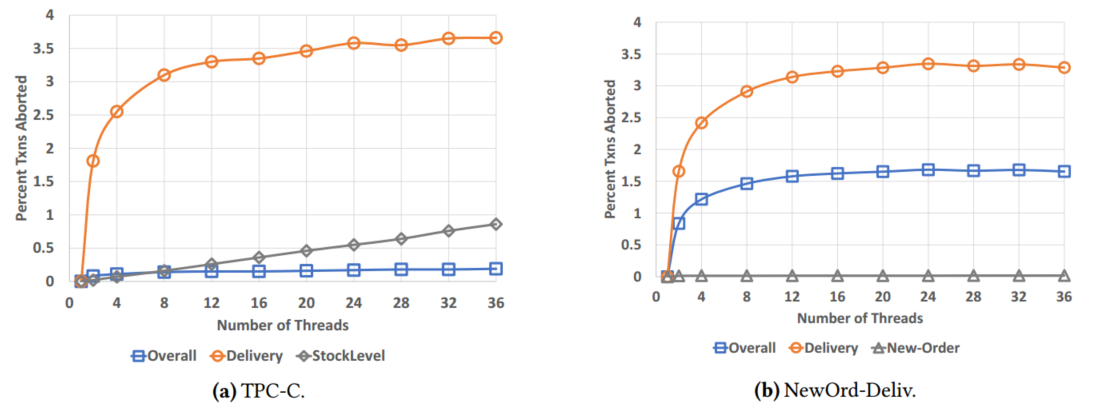 4
3.5
3
2.5
2
1.5
1
0.5
0
Percent Txns Aborted
0 4 8 12 16 20 24 28 32 36
Number of Threads
Overall Delivery StockLevel
(a) TPC-C.
4
3.5
3
2.5
2
1.5
1
0.5
0
Percent Txns Aborted
0 4 8 12 16 20 24 28 32 36
Number of Threads
Overall Delivery New-Order
(b) NewOrd-Deliv.